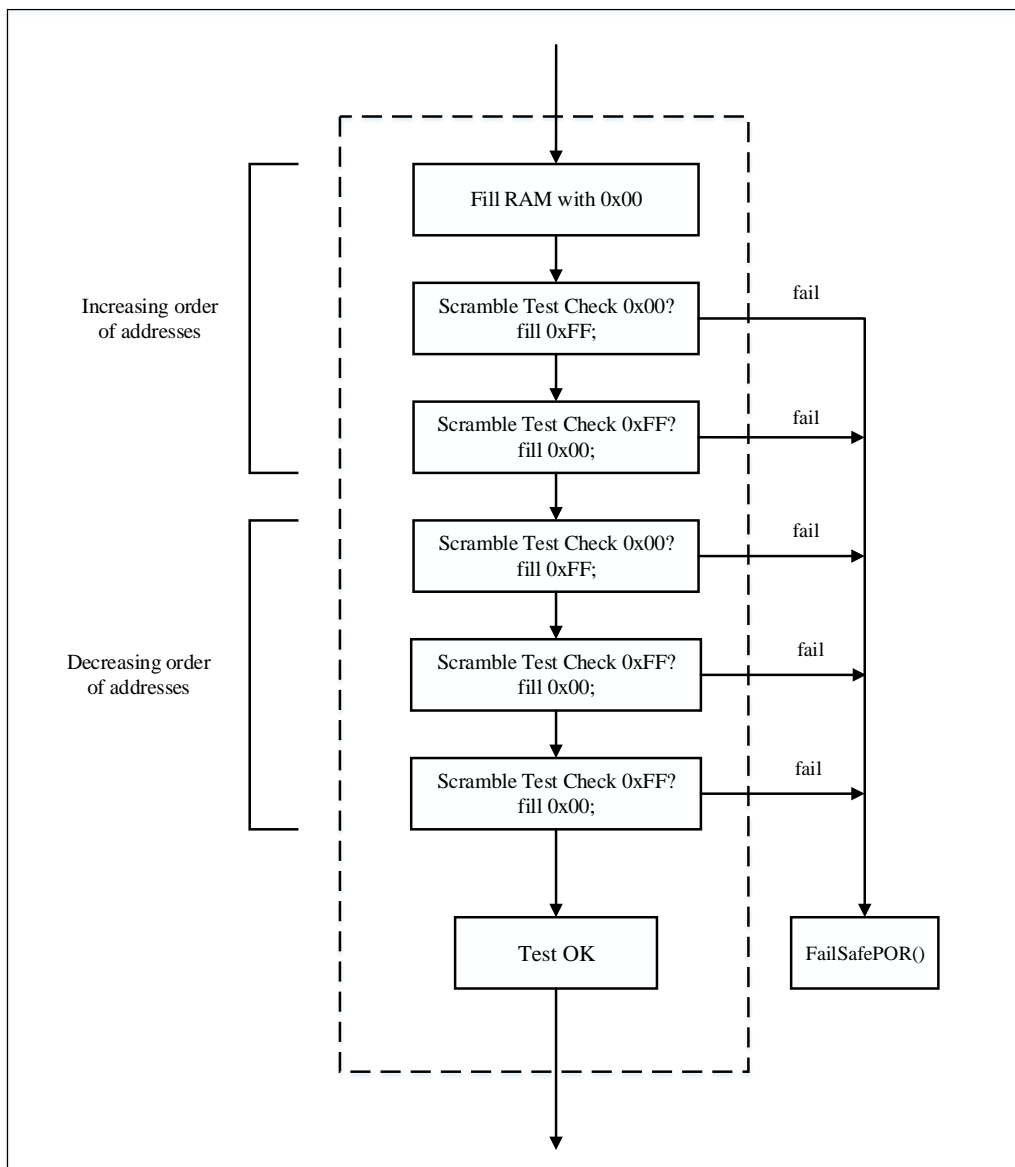 Fill RAM with 0x00
Increasing order
of addresses
Scramble Test Check 0x00?
fill 0xFF;
fail
Scramble Test Check 0xFF?
fill 0x00;
fail
Decreasing order
of addresses
Scramble Test Check 0x00?
fill 0xFF;
fail
Scramble Test Check 0xFF?
fill 0x00;
fail
Scramble Test Check 0xFF?
fill 0x00;
fail
Test OK
FailSafePOR()